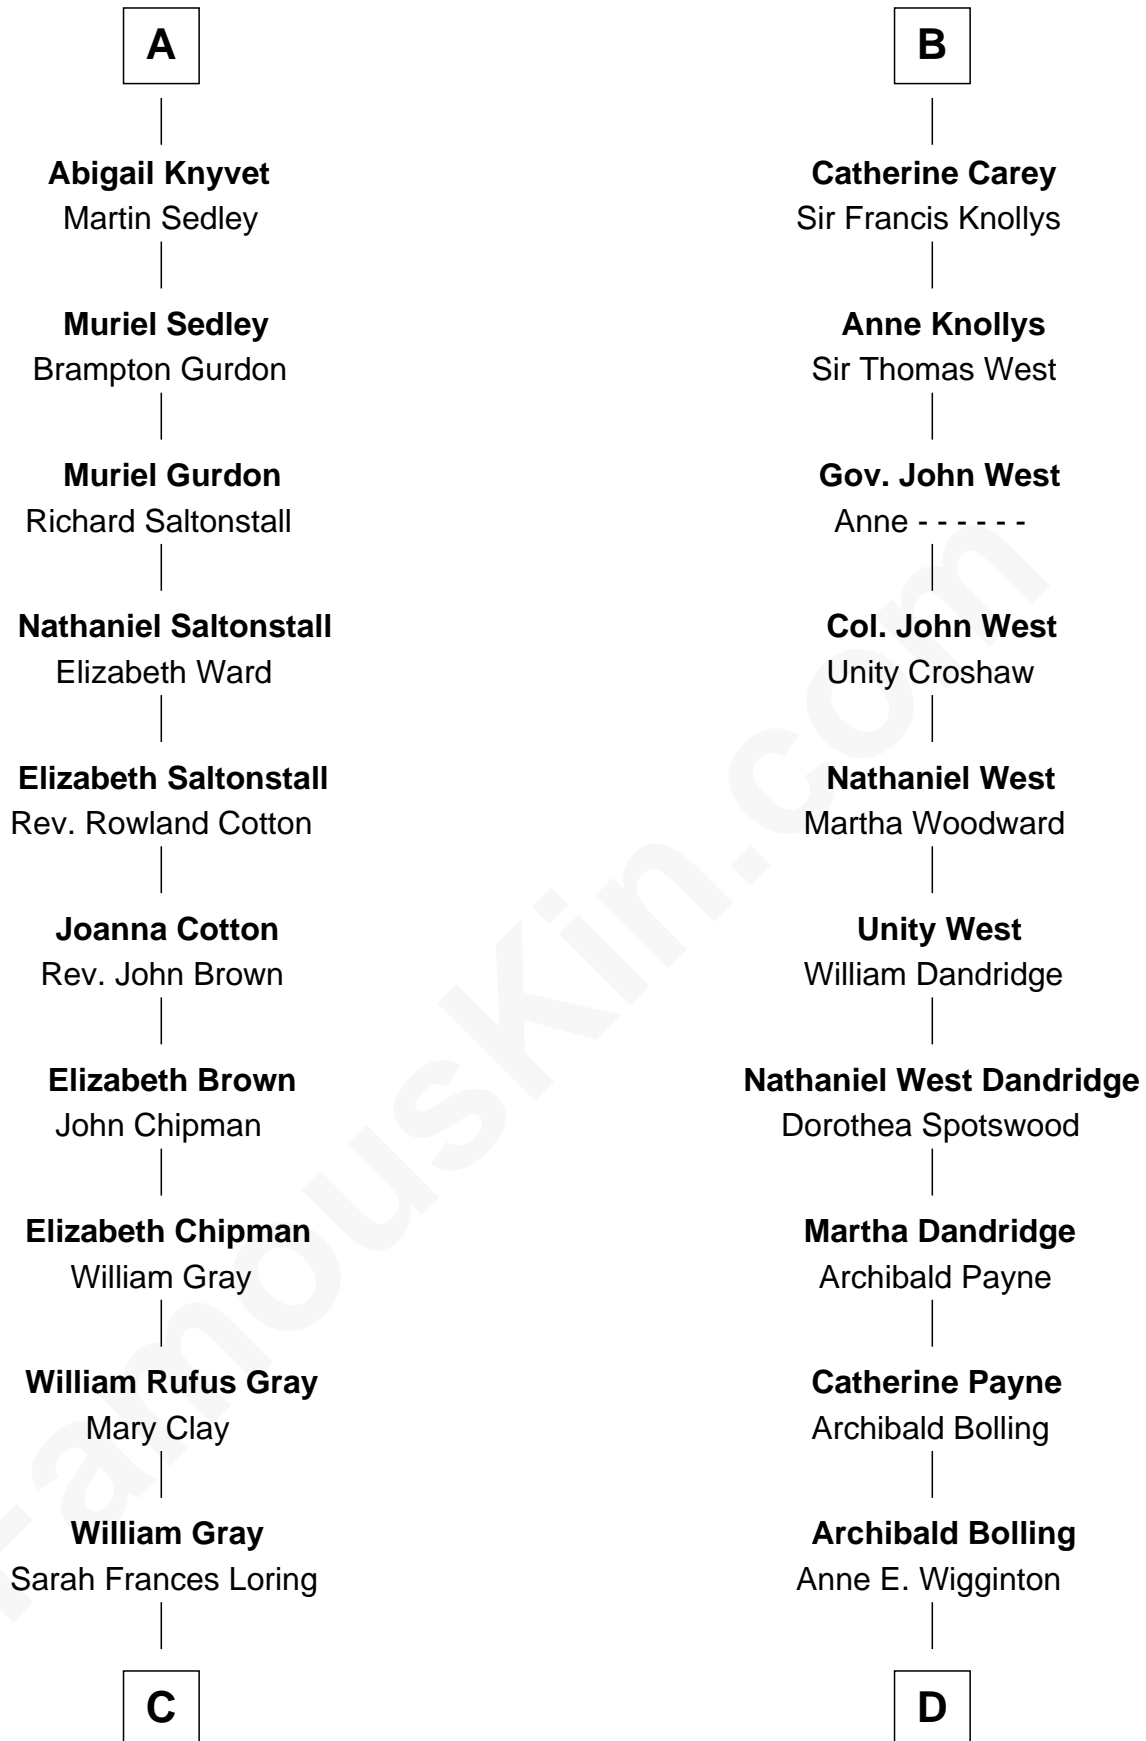 A
Abigail Knyvet
Martin Sedley
Muriel Sedley
Brampton Gurdon
Muriel Gurdon
Richard Saltonstall
Nathaniel Saltonstall
Elizabeth Ward
Elizabeth Saltonstall
Rev. Rowland Cotton
Joanna Cotton
Rev. John Brown
Elizabeth Brown
John Chipman
Elizabeth Chipman
William Gray
William Rufus Gray
Mary Clay
William Gray
Sarah Frances Loring
C
B
Catherine Carey
Sir Francis Knollys
Anne Knollys
Sir Thomas West
Gov. John West
Anne - - - - - -
Col. John West
Unity Croshaw
Nathaniel West
Martha Woodward
Unity West
William Dandridge
Nathaniel West Dandridge
Dorothea Spotswood
Martha Dandridge
Archibald Payne
Catherine Payne
Archibald Bolling
Archibald Bolling
Anne E. Wigginton
D
FamousKin.com